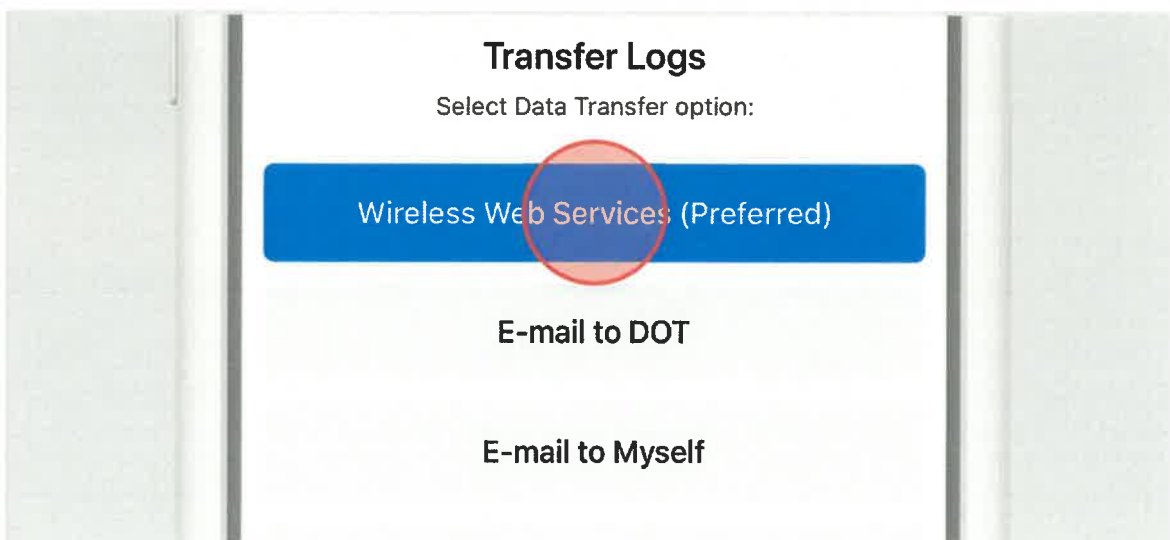 Transfer Logs
Select Data Transfer option:
Wireless Web Services (Preferred)
E-mail to DOT
E-mail to Myself